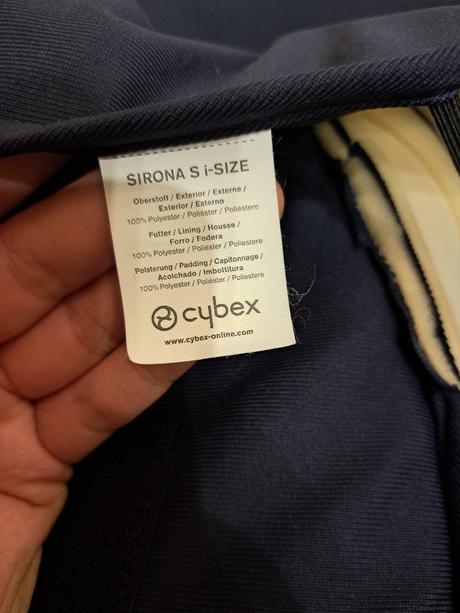 SIRONA S i-SIZE
Oberstoff / Exterior / Externe /
Exterior / Esterno
100% Polyester / Poliéster / Poliestere
Futter / Lining / Housse /
Forro / Fodera
100% Polyester / Poliéster / Poliestere
Polsterung / Padding / Capitonnage /
Acolchado / Imbottitura
100% Polyester / Poliéster / Poliestere
cybex
www.cybex-online.com